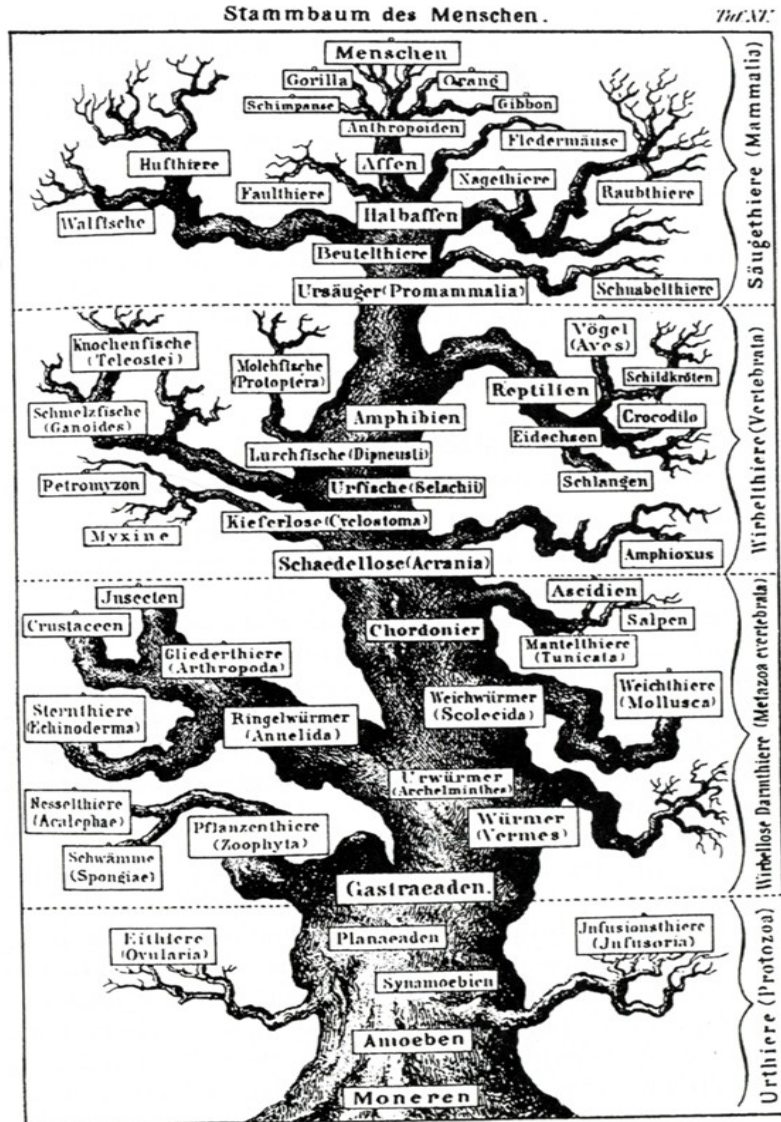 Stammbaum des Menschen.
Taf. XV.
Menschen
Gorilla
Orang
Schimpanse
Gibbon
Anthropoiden
Fledermäuse
Hufthiere
Affen
Nagethiere
Faulthiere
Raubthiere
Walfische
Halbaffen
Beutelthiere
Ursäuger (Promammalia)
Schnabelthiere
Säugethiere (Mammalia)
Knochenfische
(Teleostei)
Molchfische
(Protoptera)
Vögel
(Aves)
Schildkröten
Reptilien
Schmelzfische
(Ganoides)
Amphibien
Crocodile
Eidechsen
Lurchfische (Dipneusti)
Schlangen
Petromyzon
Urfische (Selachii)
Kieferlose (Cyclostoma)
Myxine
Amphioxus
Schaedellose (Acrania)
Wirbelthiere (Vertebrata)
Jnsecten
Ascidien
Crustaceen
Salpen
Chordonier
Gliederthiere
(Arthropoda)
Mantelthiere
(Tunicata)
Weichthiere
(Mollusca)
Sternthiere
(Echinoderma)
Ringelwürmer
(Annelida)
Weichwürmer
(Scolecida)
Urwürmer
(Archelminthes)
Nesselthiere
(Acalephae)
Pflanzenthiere
(Zoophyta)
Würmer
(Vermes)
Schwämme
(Spongiae)
Gastraeaden.
Wirbellose Darmthiere (Metazoa evertebrata)
Eithiere
(Ovularia)
Planaeaden
Jnfusionsthiere
(Jnfusoria)
Synamoebien
Amoeben
Moneren
Urthiere (Protozoa)